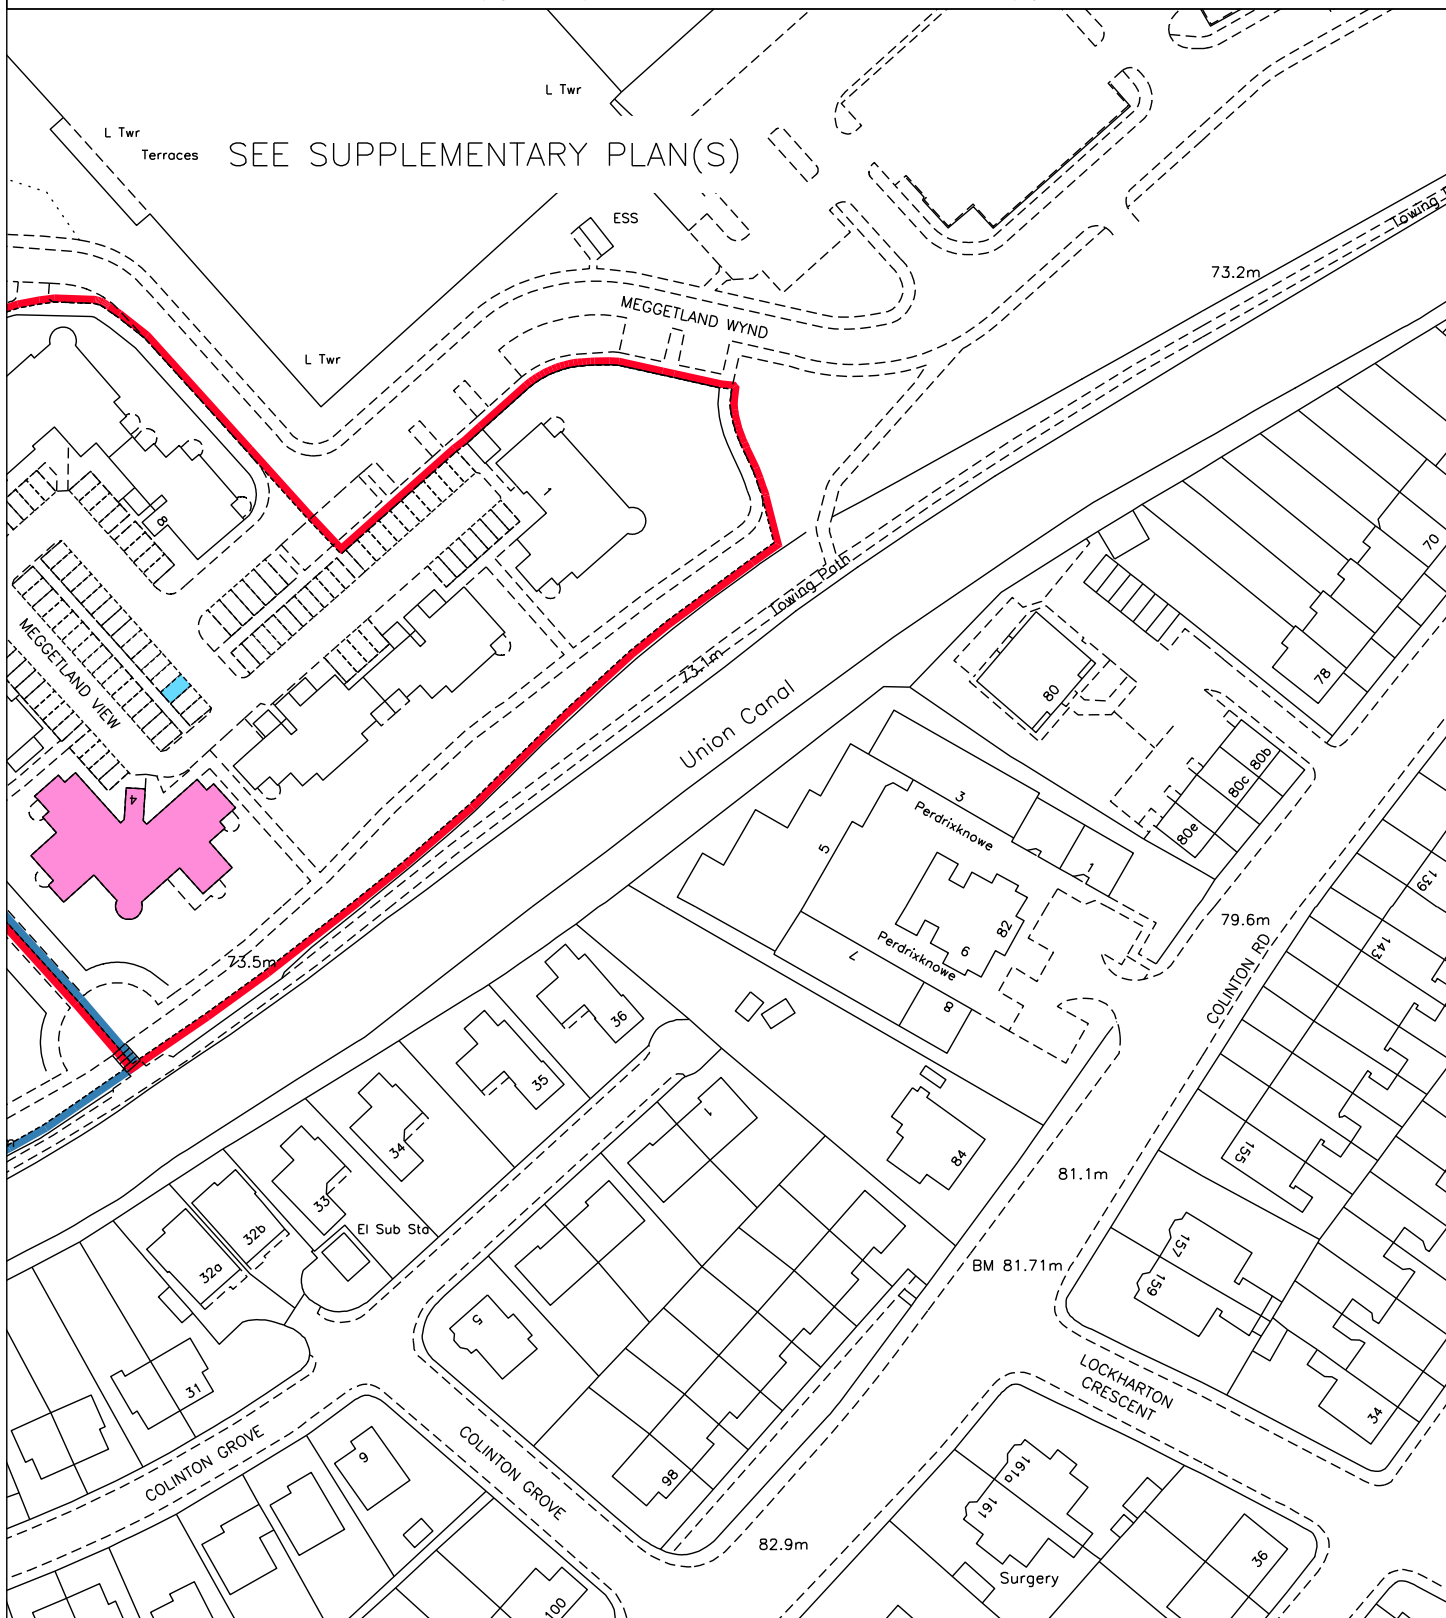 L Twr
L Twr
Terraces
SEE SUPPLEMENTARY PLAN(S)
ESS
Towing
73.2m
MEGGETLAND WYND
L Twr
1
8
70
Towing Path
MEGGETLAND VIEW
73.1m
78
80
Union Canal
80b
80c
80e
4
3
Perdrixknowe
5
1
139
79.6m
82
6
Perdrixknowe
7
143
73.5m
COLINTON RD
8
36
35
1
34
84
155
81.1m
33
El Sub Sta
32b
32a
157
BM 81.71m
159
5
31
LOCKHARTON
CRESCENT
34
COLINTON GROVE
9
COLINTON GROVE
98
161a
161
82.9m
36
Surgery
100